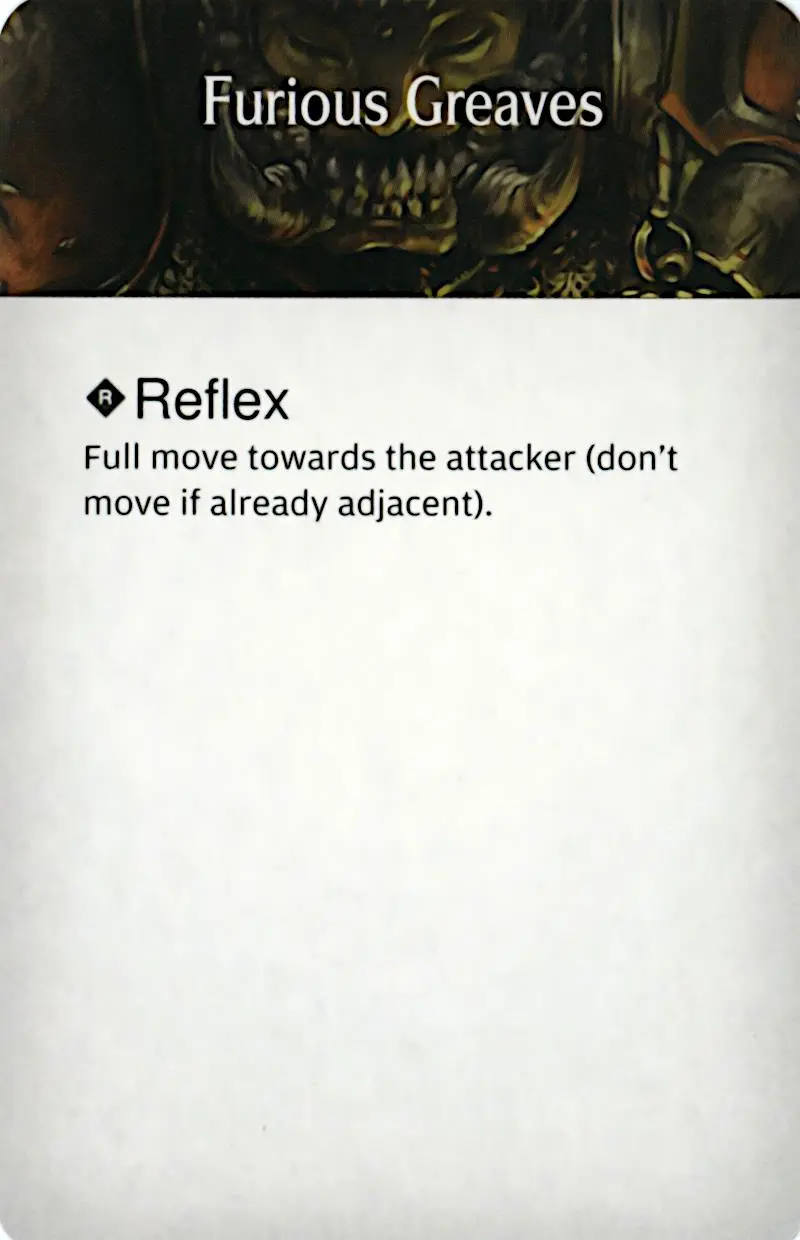 Furious Greaves
R Reflex
Full move towards the attacker (don't
move if already adjacent).